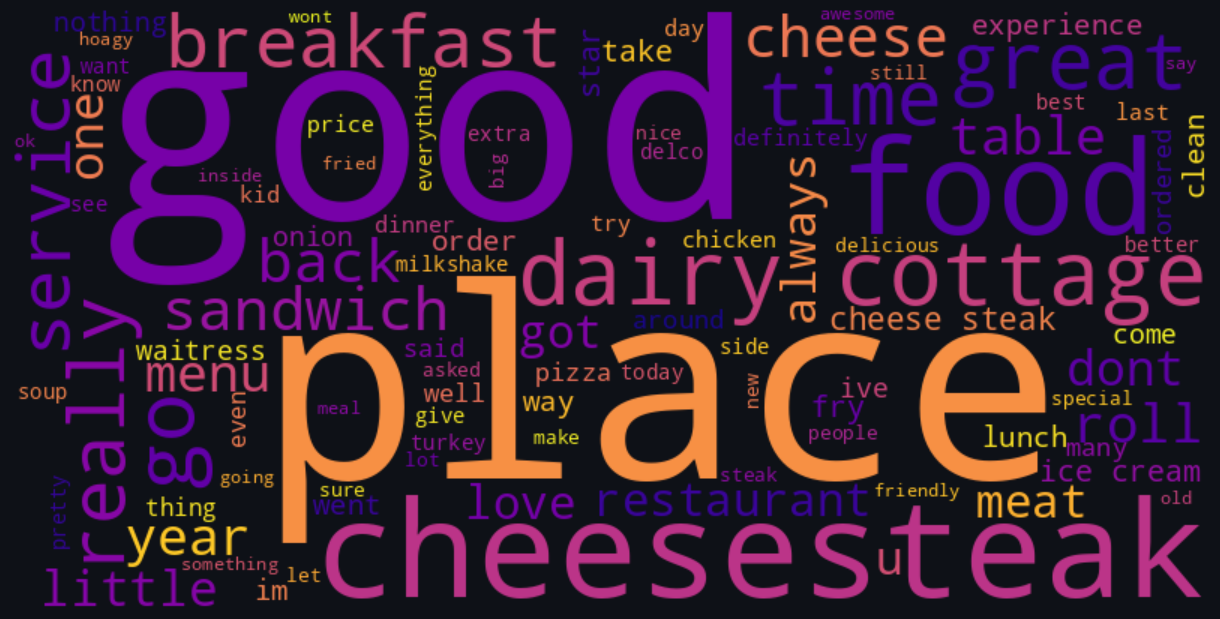 nothing
wont
awesome
hoagy
breakfast
star
take
day
cheese
experience
want
service
know
one
good
everything
still
great
say
time
best
last
price
extra
nice
ok
fried
big
delco
definitely
table
clean
inside
kid
food
ordered
see
always
dinner
try
onion
order
chicken
delicious
better
back
milkshake
dairy
cottage
sandwich
got
around
cheese steak
come
really
waitress
said
side
dont
menu
asked
pizza
today
place
soup
well
new
ive
go
even
meal
give
way
fry
special
people
roll
turkey
make
lunch
many
lot
going
steak
ice cream
pretty
sure
thing
went
love
restaurant
friendly
meat
old
year
cheesesteak
something
u
let
little
im